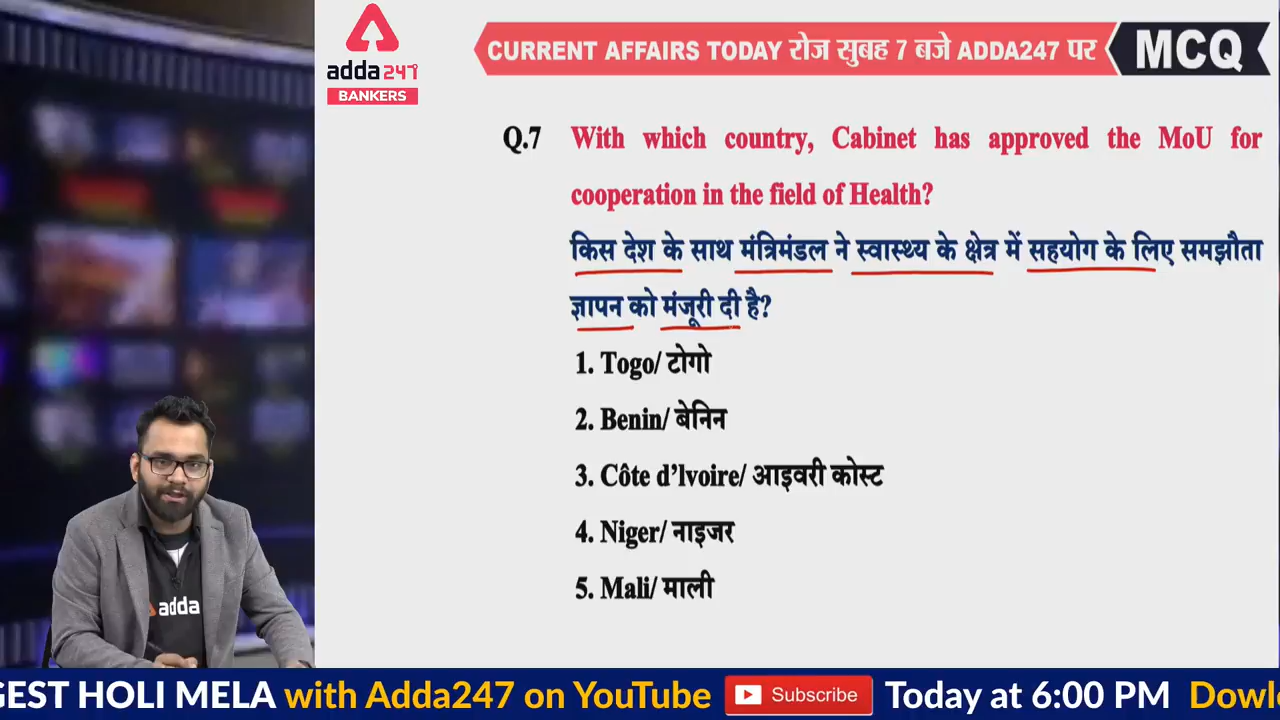 adda247
BANKERS
CURRENT AFFAIRS TODAY रोज सुबह 7 बजे ADDA247 पर
MCQ
Q.7 With which country, Cabinet has approved the MoU for
cooperation in the field of Health?
किस देश के साथ मंत्रिमंडल ने स्वास्थ्य के क्षेत्र में सहयोग के लिए समझौता
ज्ञापन को मंजूरी दी है?
1. Togo/ टोगो
2. Benin/ बेनिन
3. Côte d’lvoire/ आइवरी कोस्ट
4. Niger/ नाइजर
5. Mali/ माली
adda
GEST HOLI MELA with Adda247 on YouTube Subscribe Today at 6:00 PM Dowlo